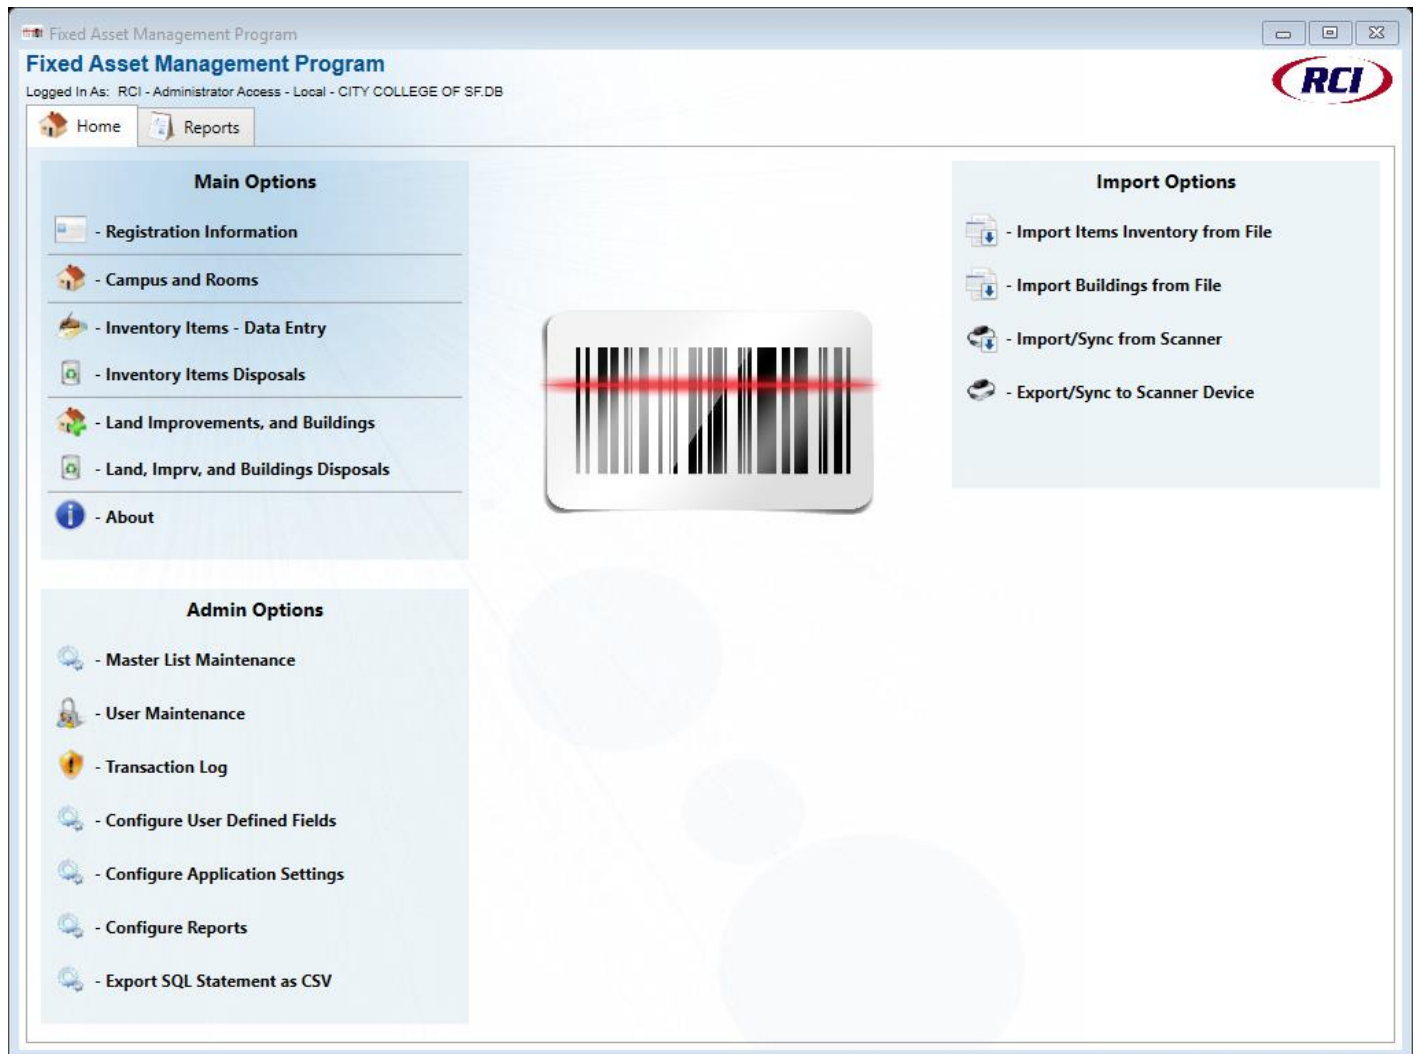 Fixed Asset Management Program
Fixed Asset Management Program
Logged In As: RCI - Administrator Access - Local - CITY COLLEGE OF SF.DB
RCI
Home
Reports
Main Options
- Registration Information
- Campus and Rooms
- Inventory Items - Data Entry
- Inventory Items Disposals
- Land Improvements, and Buildings
- Land, Imprv, and Buildings Disposals
- About
Admin Options
- Master List Maintenance
- User Maintenance
- Transaction Log
- Configure User Defined Fields
- Configure Application Settings
- Configure Reports
- Export SQL Statement as CSV
Import Options
- Import Items Inventory from File
- Import Buildings from File
- Import/Sync from Scanner
- Export/Sync to Scanner Device